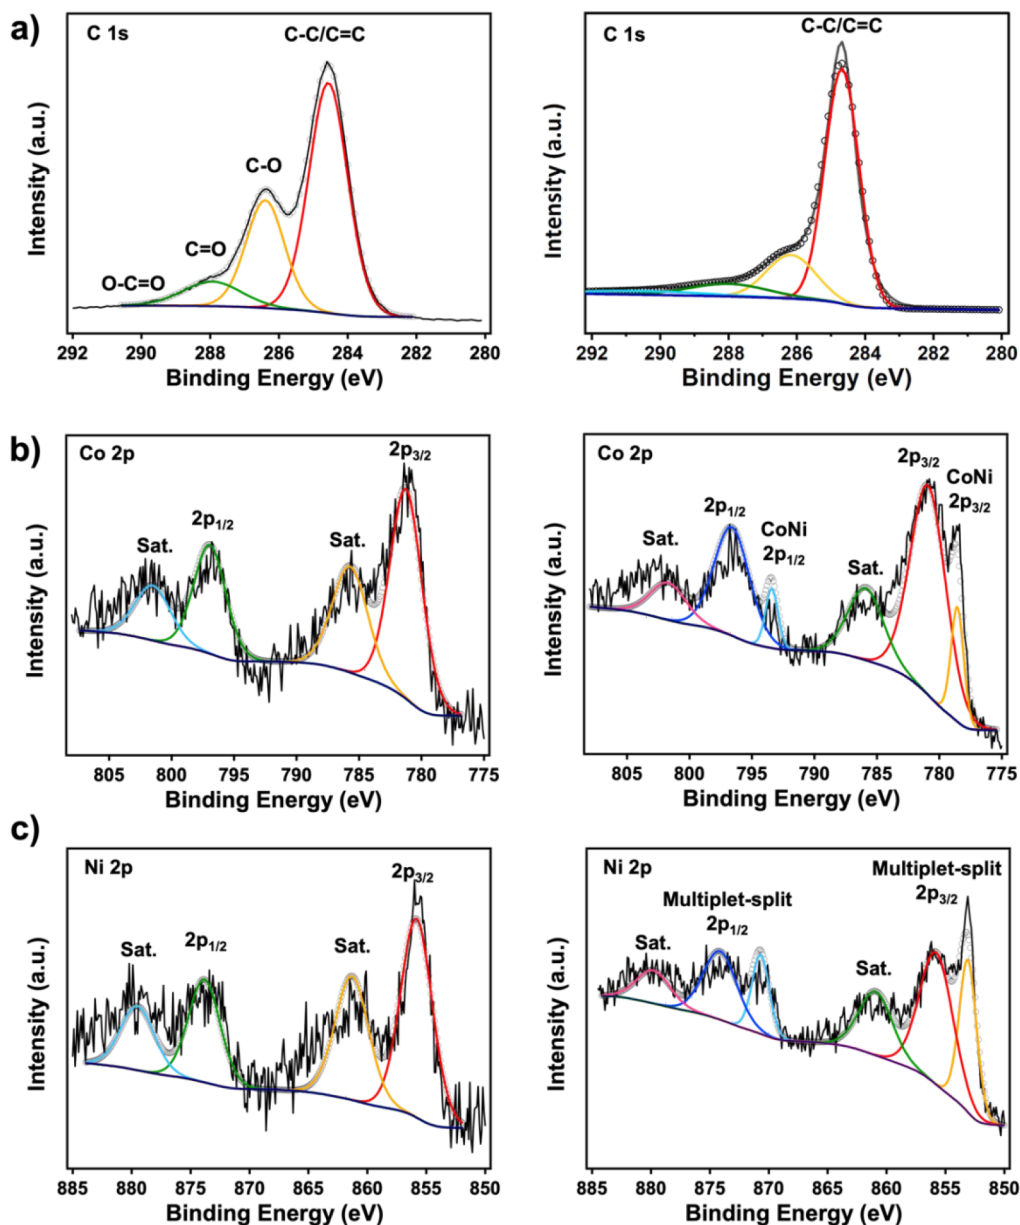 a)
C 1s
C-C/C=C
C-O
C=O
O-C=O
Intensity (a.u.)
292 290 288 286 284 282 280
Binding Energy (eV)
C 1s
C-C/C=C
Intensity (a.u.)
292 290 288 286 284 282 280
Binding Energy (eV)
b)
Co 2p
2p3/2
2p1/2
Sat.
Sat.
Intensity (a.u.)
805 800 795 790 785 780 775
Binding Energy (eV)
Co 2p
2p3/2
CoNi
2p3/2
2p1/2
CoNi
2p1/2
Sat.
Sat.
Intensity (a.u.)
805 800 795 790 785 780 775
Binding Energy (eV)
c)
Ni 2p
2p3/2
Sat.
2p1/2
Sat.
Intensity (a.u.)
885 880 875 870 865 860 855 850
Binding Energy (eV)
Ni 2p
Multiplet-split
2p3/2
Multiplet-split
2p1/2
Sat.
Sat.
Intensity (a.u.)
885 880 875 870 865 860 855 850
Binding Energy (eV)